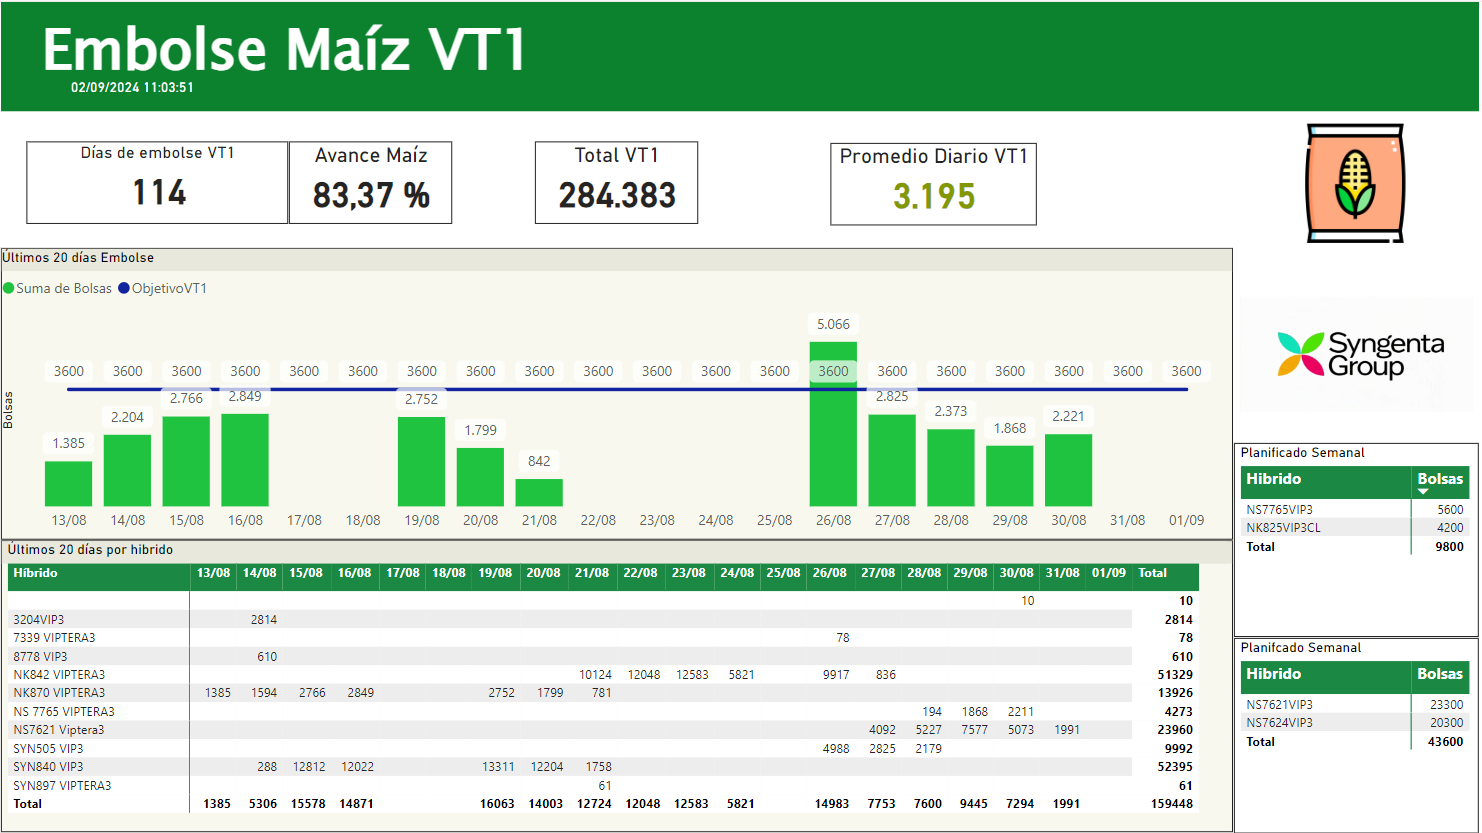 Embolse Maíz VT1
02/09/2024 11:03:51
Días de embolse VT1
114
Avance Maíz
83,37 %
Total VT1
284.383
Promedio Diario VT1
3.195
Últimos 20 días Embolse
Suma de Bolsas ObjetivoVT1
Bolsas
5.066
3600 3600 3600 3600 3600 3600 3600 3600 3600 3600 3600 3600 3600 3600 3600 3600 3600 3600 3600 3600
1.385 2.204 2.766 2.849 2.752 1.799 842 2.825 2.373 1.868 2.221
13/08 14/08 15/08 16/08 17/08 18/08 19/08 20/08 21/08 22/08 23/08 24/08 25/08 26/08 27/08 28/08 29/08 30/08 31/08 01/09
Syngenta
Group
Últimos 20 días por hibrido
Híbrido 13/08 14/08 15/08 16/08 17/08 18/08 19/08 20/08 21/08 22/08 23/08 24/08 25/08 26/08 27/08 28/08 29/08 30/08 31/08 01/09 Total
10 10
3204VIP3 2814 2814
7339 VIPTERA3 78 78
8778 VIP3 610 610
NK842 VIPTERA3 10124 12048 12583 5821 9917 836 51329
NK870 VIPTERA3 1385 1594 2766 2849 2752 1799 781 13926
NS 7765 VIPTERA3 194 1868 2211 4273
NS7621 Viptera3 4092 5227 7577 5073 1991 23960
SYN505 VIP3 4988 2825 2179 9992
SYN840 VIP3 288 12812 12022 13311 12204 1758 52395
SYN897 VIPTERA3 61 61
Total 1385 5306 15578 14871 16063 14003 12724 12048 12583 5821 14983 7753 7600 9445 7294 1991 159448
Planificado Semanal
Hibrido Bolsas
NS7765VIP3 5600
NK825VIP3CL 4200
Total 9800
Planifcado Semanal
Hibrido Bolsas
NS7621VIP3 23300
NS7624VIP3 20300
Total 43600